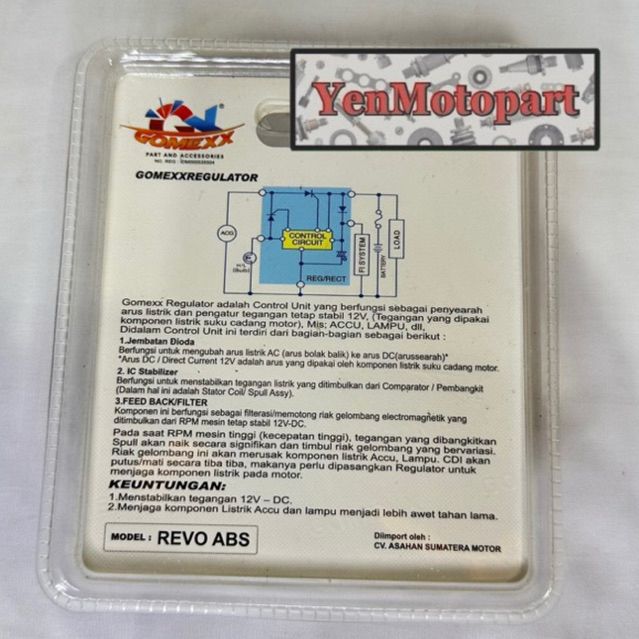 YenMotopart
GOMEXX
PART AND ACCESSORIES
GOMEXXREGULATOR
ACG
CONTROL
CIRCUIT
H/L
(Bulb)
REG/RECT
FI SYSTEM
BATTERY
LOAD
Gomexx Regulator adalah Control Unit yang berfungsi sebagai penyearah
arus listrik dan pengatur tegangan tetap stabil 12V, (Tegangan yang dipakai
komponen listrik suku cadang motor), Mis; ACCU, LAMPU, dll,
Didalam Control Unit ini terdiri dari bagian-bagian sebagai berikut :
1.Jembatan Dioda
Berfungsi untuk mengubah arus listrik AC (arus bolak balik) ke arus DC(arussearah)*
*Arus DC / Direct Current 12V adalah arus yang dipakai oleh komponen listrik suku cadang motor.
2. IC Stabilizer
Berfungsi untuk menstabilkan tegangan listrik yang ditimbulkan dari Comparator / Pembangkit
(Dalam hal ini adalah Stator Coil/ Spull Assy).
3.FEED BACK/FILTER
Komponen ini berfungsi sebagai filterasi/memotong riak gelombang electromagnetik yang
ditimbulkan dari RPM mesin tetap stabil 12V-DC.
Pada saat RPM mesin tinggi (kecepatan tinggi), tegangan yang dibangkitkan
Spull akan naik secara signifikan dan timbul riak gelombang yang bervariasi.
Riak gelombang ini akan merusak komponen listrik Accu, Lampu. CDI akan
putus/mati secara tiba tiba, makanya perlu dipasangkan Regulator untuk
menjaga komponen listrik pada motor.
KEUNTUNGAN:
1.Menstabilkan tegangan 12V – DC.
2.Menjaga komponen Listrik Accu dan lampu menjadi lebih awet tahan lama.
MODEL : REVO ABS
Diimport oleh :
CV. ASAHAN SUMATERA MOTOR